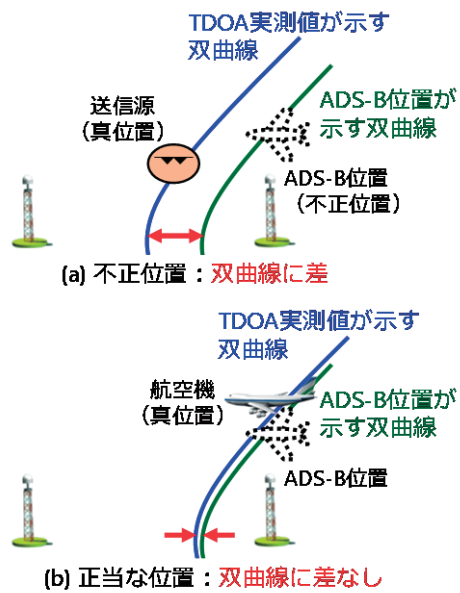 TDOA実測値が示す
双曲線
送信源
（真位置）
ADS-B位置が
示す双曲線
ADS-B位置
（不正位置）
(a) 不正位置：双曲線に差
TDOA実測値が示す
双曲線
航空機
（真位置）
ADS-B位置が
示す双曲線
ADS-B位置
(b) 正当な位置：双曲線に差なし